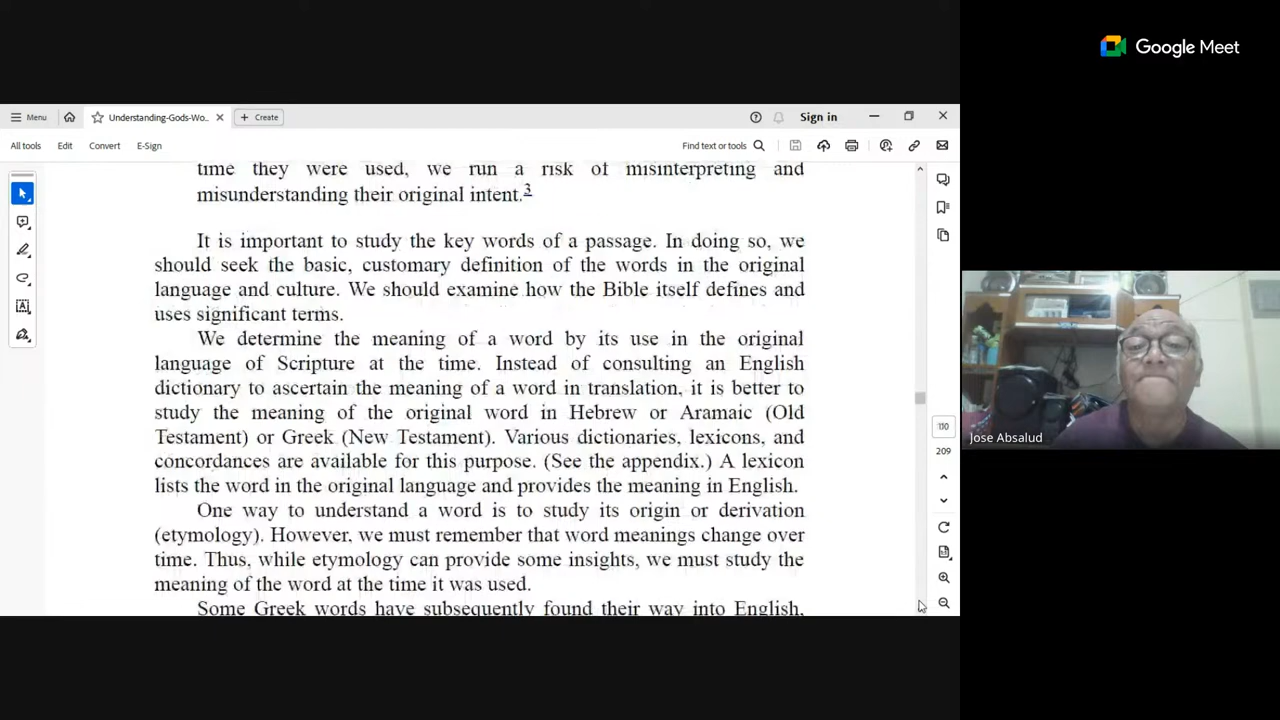 Google Meet
Menu
Understanding-Gods-Wo...
Create
Sign in
All tools
Edit
Convert
E-Sign
Find text or tools
time they were used, we run a risk of misinterpreting and
misunderstanding their original intent.3
It is important to study the key words of a passage. In doing so, we
should seek the basic, customary definition of the words in the original
language and culture. We should examine how the Bible itself defines and
uses significant terms.
We determine the meaning of a word by its use in the original
language of Scripture at the time. Instead of consulting an English
dictionary to ascertain the meaning of a word in translation, it is better to
study the meaning of the original word in Hebrew or Aramaic (Old
Testament) or Greek (New Testament). Various dictionaries, lexicons, and
concordances are available for this purpose. (See the appendix.) A lexicon
lists the word in the original language and provides the meaning in English.
One way to understand a word is to study its origin or derivation
(etymology). However, we must remember that word meanings change over
time. Thus, while etymology can provide some insights, we must study the
meaning of the word at the time it was used.
Some Greek words have subsequently found their way into English,
110
209
Jose Absalud